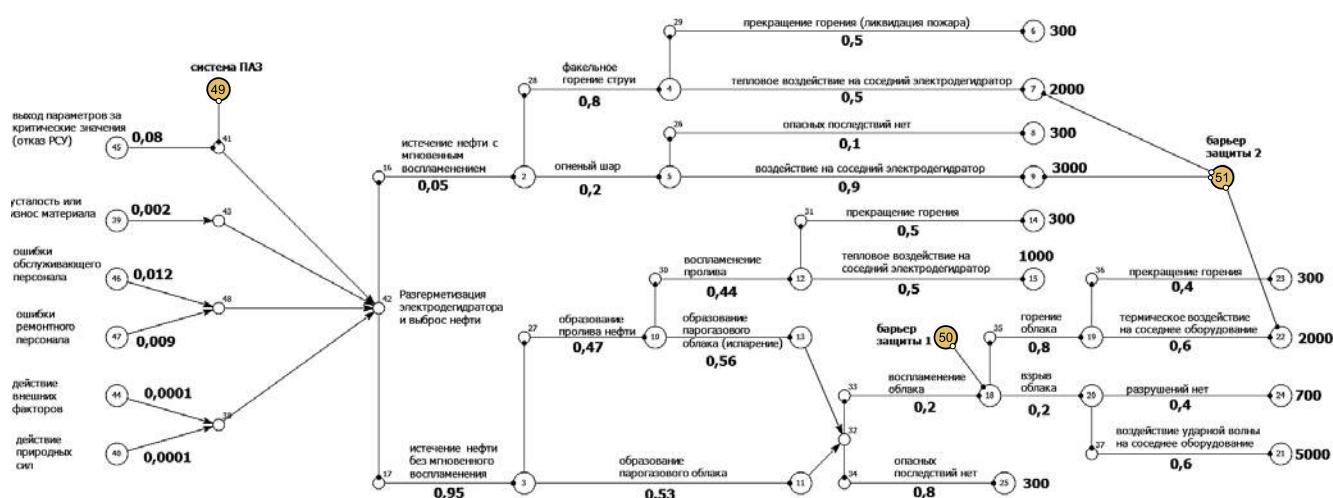 система ПАЗ
49
выход параметров за
критические значения
(отказ РСУ)
0,08
45
41
усталость или
износ материала
0,002
39
43
ошибки
обслуживающего
персонала
0,012
46
48
ошибки
ремонтного
персонала
0,009
47
действие
внешних
факторов
0,0001
44
38
действие
природных
сил
0,0001
40
42
Разгерметизация
электродегидратора
и выброс нефти
16
истечение нефти с
мгновенным
воспламенением
0,05
2
28
факельное
горение струи
0,8
4
29
прекращение горения (ликвидация пожара)
0,5
6
300
тепловое воздействие на соседний электродегидратор
0,5
7
2000
огненый шар
0,2
5
26
опасных последствий нет
0,1
8
300
воздействие на соседний электродегидратор
0,9
9
3000
барьер
защиты 2
51
17
истечение нефти
без мгновенного
воспламенения
0,95
3
27
образование
пролива нефти
0,47
10
30
воспламенение
пролива
0,44
12
31
прекращение горения
0,5
14
300
тепловое воздействие на
соседний электродегидратор
0,5
15
1000
образование
парогазового
облака (испарение)
0,56
13
образование
парогазового облака
0,53
11
32
33
воспламенение
облака
0,2
18
барьер
защиты 1
50
35
горение
облака
0,8
19
36
прекращение горения
0,4
23
300
термическое воздействие
на соседнее оборудование
0,6
22
2000
взрыв
облака
0,2
20
разрушений нет
0,4
24
700
37
воздействие ударной волны
на соседнее оборудование
0,6
21
5000
34
опасных
последствий нет
0,8
25
300